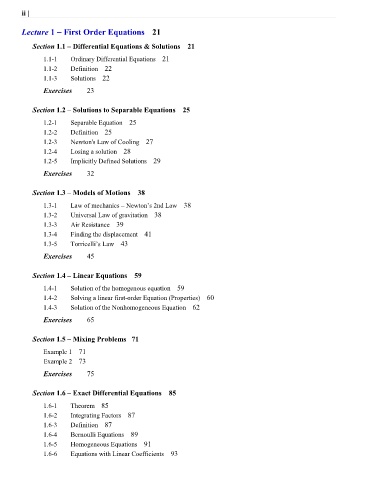 ii |
Lecture 1 – First Order Equations 21
Section 1.1 – Differential Equations & Solutions 21
1.1-1 Ordinary Differential Equations 21
1.1-2 Definition 22
1.1-3 Solutions 22
Exercises 23
Section 1.2 – Solutions to Separable Equations 25
1.2-1 Separable Equation 25
1.2-2 Definition 25
1.2-3 Newton's Law of Cooling 27
1.2-4 Losing a solution 28
1.2-5 Implicitly Defined Solutions 29
Exercises 32
Section 1.3 – Models of Motions 38
1.3-1 Law of mechanics – Newton's 2nd Law 38
1.3-2 Universal Law of gravitation 38
1.3-3 Air Resistance 39
1.3-4 Finding the displacement 41
1.3-5 Torricelli's Law 43
Exercises 45
Section 1.4 – Linear Equations 59
1.4-1 Solution of the homogenous equation 59
1.4-2 Solving a linear first-order Equation (Properties) 60
1.4-3 Solution of the Nonhomogeneous Equation 62
Exercises 65
Section 1.5 – Mixing Problems 71
Example 1 71
Example 2 73
Exercises 75
Section 1.6 – Exact Differential Equations 85
1.6-1 Theorem 85
1.6-2 Integrating Factors 87
1.6-3 Definition 87
1.6-4 Bernoulli Equations 89
1.6-5 Homogeneous Equations 91
1.6-6 Equations with Linear Coefficients 93